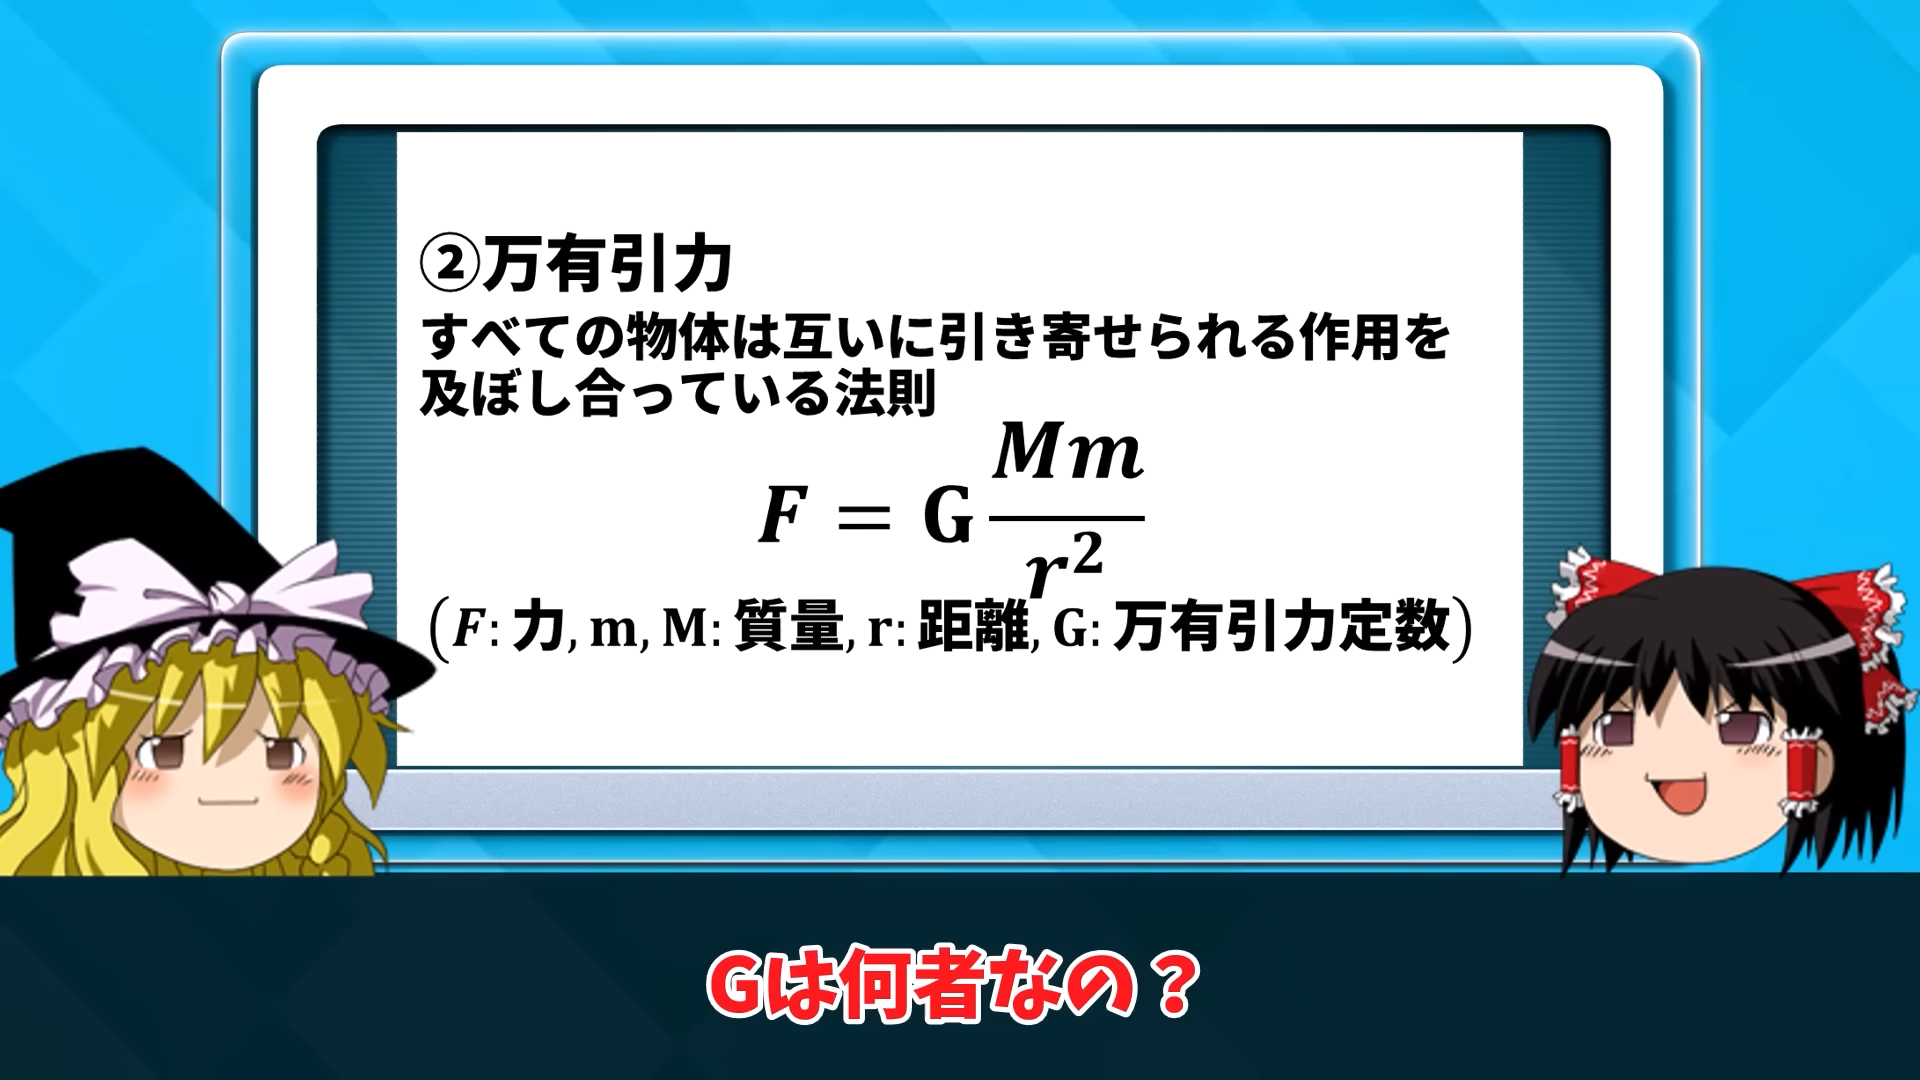 ②万有引力
すべての物体は互いに引き寄せられる作用を
及ぼし合っている法則
F = G Mm / r²
(F: 力, m, M: 質量, r: 距離, G: 万有引力定数)
Gは何者なの？